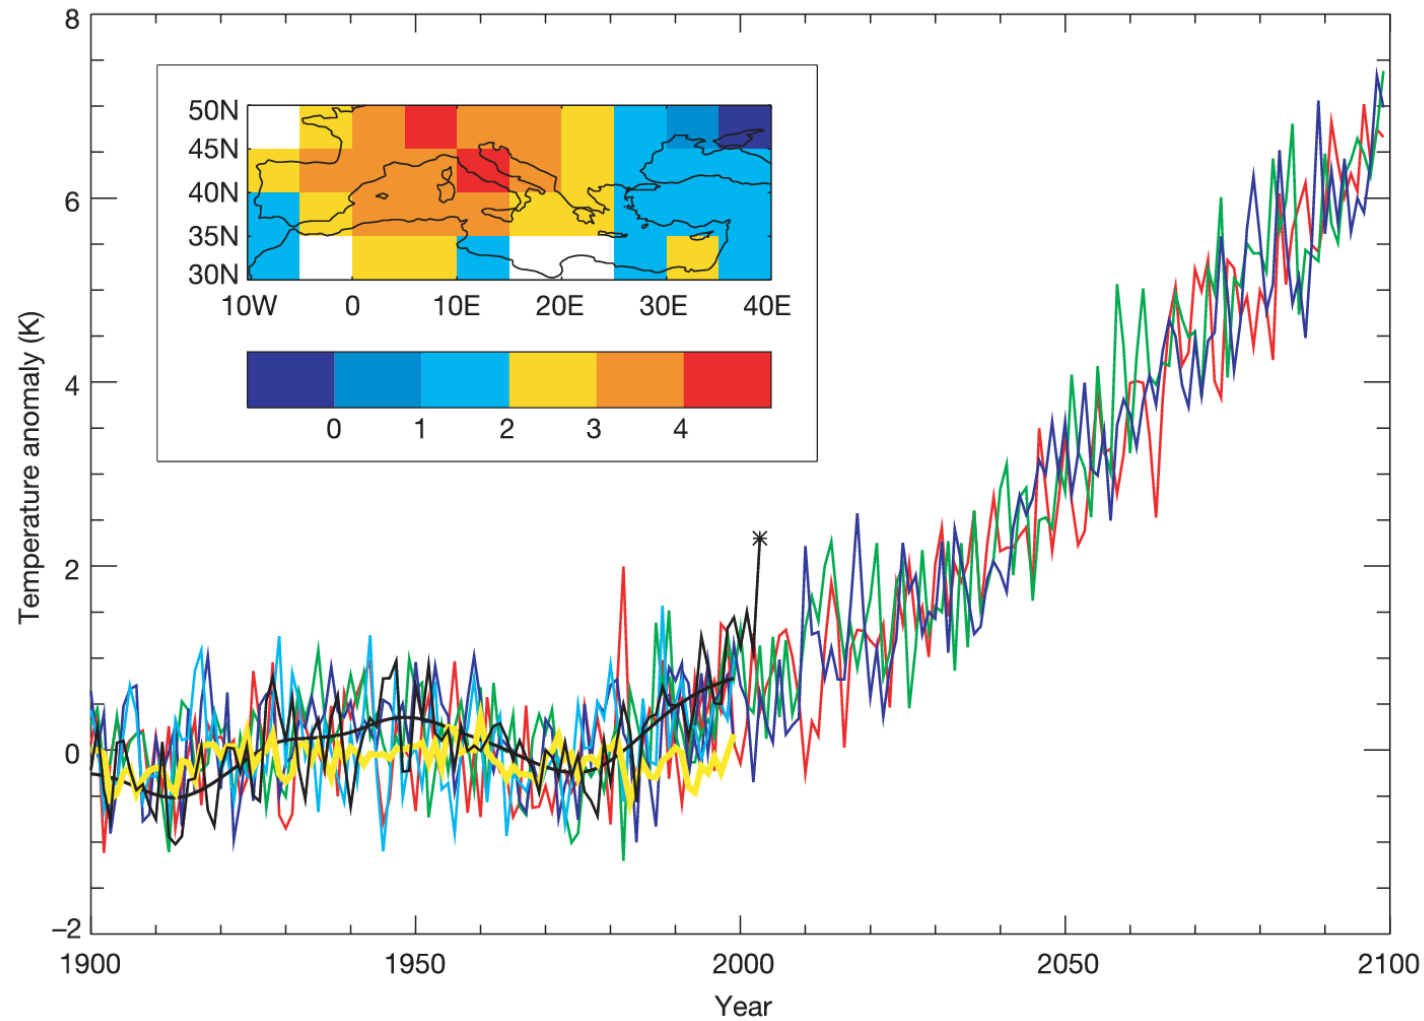 8
6
4
2
0
–2
Temperature anomaly (K)
50N
45N
40N
35N
30N
10W 0 10E 20E 30E 40E
0 1 2 3 4
1900 1950 2000 2050 2100
Year